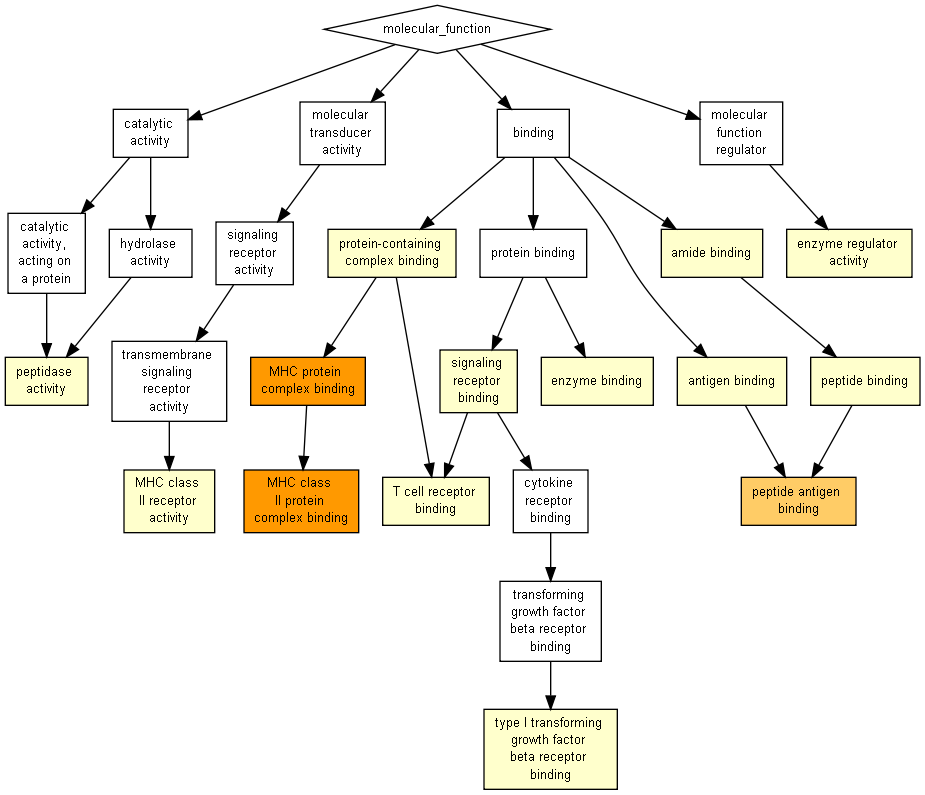 molecular_function
catalytic
activity
molecular
transducer
activity
binding
molecular
function
regulator
catalytic
activity,
acting on
a protein
hydrolase
activity
signaling
receptor
activity
protein-containing
complex binding
protein binding
amide binding
enzyme regulator
activity
peptidase
activity
transmembrane
signaling
receptor
activity
MHC protein
complex binding
signaling
receptor
binding
enzyme binding
antigen binding
peptide binding
MHC class
II receptor
activity
MHC class
II protein
complex binding
T cell receptor
binding
cytokine
receptor
binding
peptide antigen
binding
transforming
growth factor
beta receptor
binding
type I transforming
growth factor
beta receptor
binding